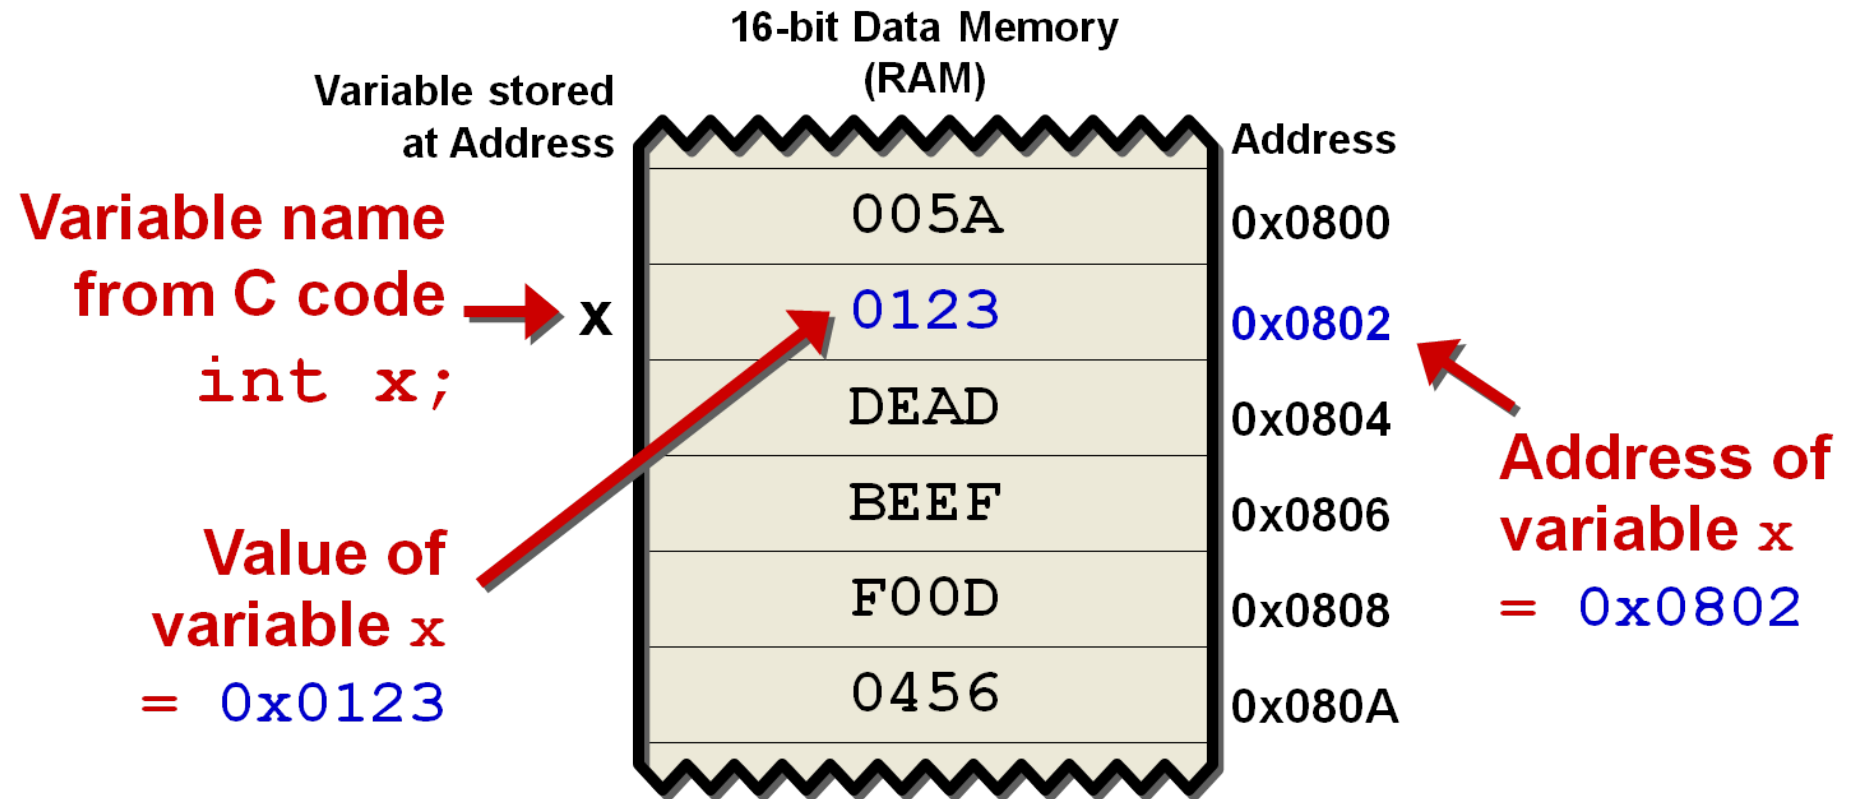 16-bit Data Memory
(RAM)
Variable stored
at Address
Address
Variable name
from C code
int x;
x
005A
0x0800
0123
0x0802
DEAD
0x0804
BEEF
0x0806
F00D
0x0808
0456
0x080A
Value of
variable x
= 0x0123
Address of
variable x
= 0x0802